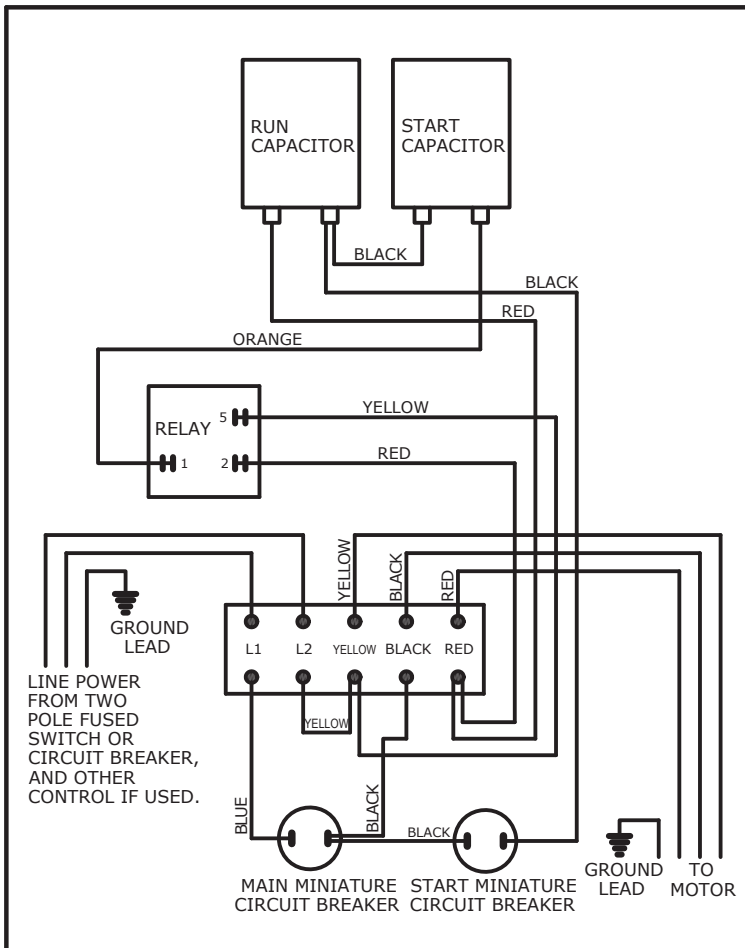 RUN
CAPACITOR
START
CAPACITOR
BLACK
BLACK
RED
ORANGE
YELLOW
RELAY
5
1
2
RED
YELLOW
BLACK
RED
GROUND
LEAD
L1
L2
YELLOW
BLACK
RED
LINE POWER
FROM TWO
POLE FUSED
SWITCH OR
CIRCUIT BREAKER,
AND OTHER
CONTROL IF USED.
YELLOW
BLUE
BLACK
BLACK
MAIN MINIATURE
CIRCUIT BREAKER
START MINIATURE
CIRCUIT BREAKER
GROUND
LEAD
TO
MOTOR